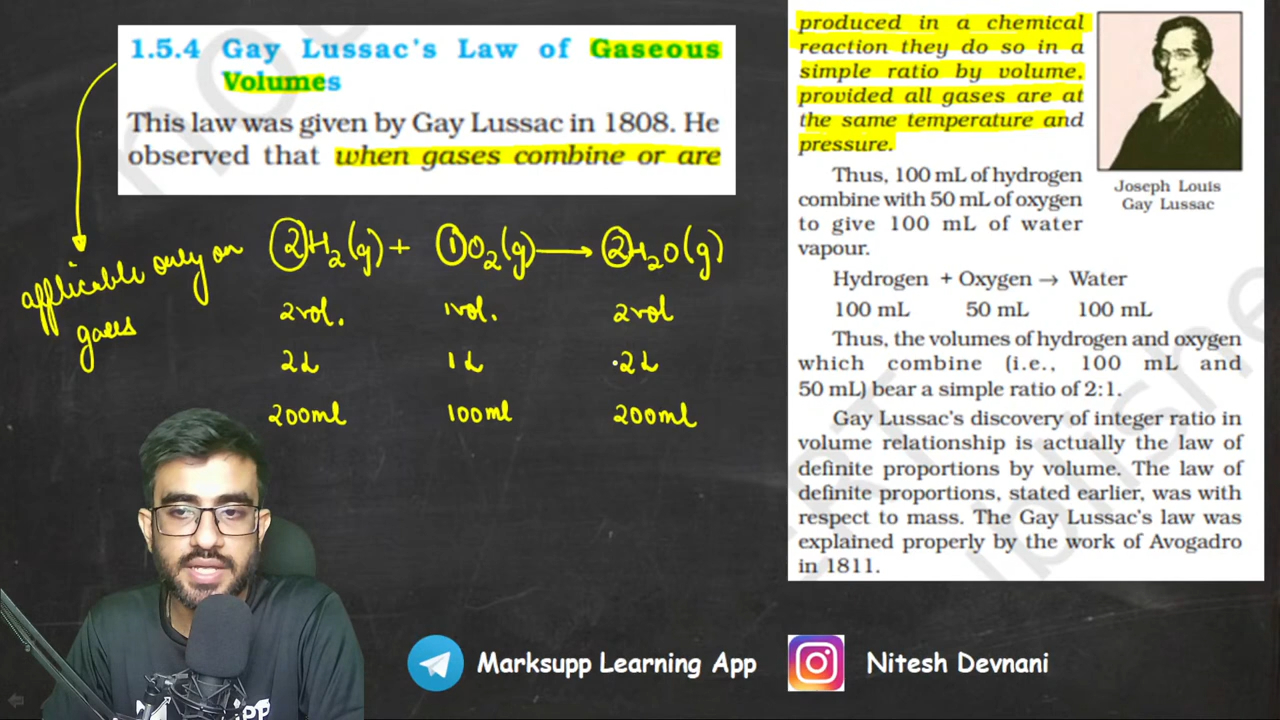 1.5.4 Gay Lussac's Law of Gaseous
Volumes
This law was given by Gay Lussac in 1808. He
observed that when gases combine or are
applicable only on
gases
2H₂(g) + 1O₂(g) ⟶ 2H₂O(g)
2vol. 1vol. 2vol
2L 1L 2L
200ml 100ml 200ml
produced in a chemical
reaction they do so in a
simple ratio by volume,
provided all gases are at
the same temperature and
pressure.
Joseph Louis
Gay Lussac
Thus, 100 mL of hydrogen
combine with 50 mL of oxygen
to give 100 mL of water
vapour.
Hydrogen + Oxygen → Water
100 mL 50 mL 100 mL
Thus, the volumes of hydrogen and oxygen
which combine (i.e., 100 mL and
50 mL) bear a simple ratio of 2:1.
Gay Lussac's discovery of integer ratio in
volume relationship is actually the law of
definite proportions by volume. The law of
definite proportions, stated earlier, was with
respect to mass. The Gay Lussac's law was
explained properly by the work of Avogadro
in 1811.
Marksupp Learning App
Nitesh Devnani